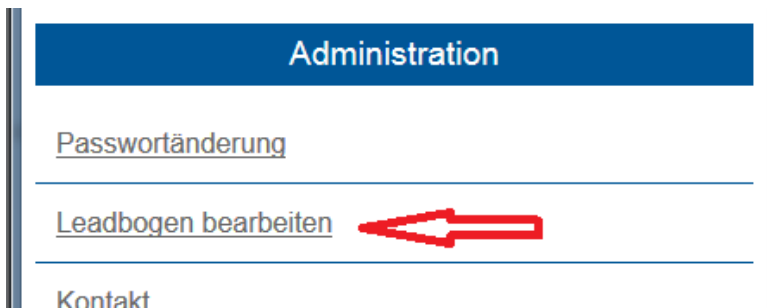 Administration
Passwortänderung
Leadbogen bearbeiten
Kontakt